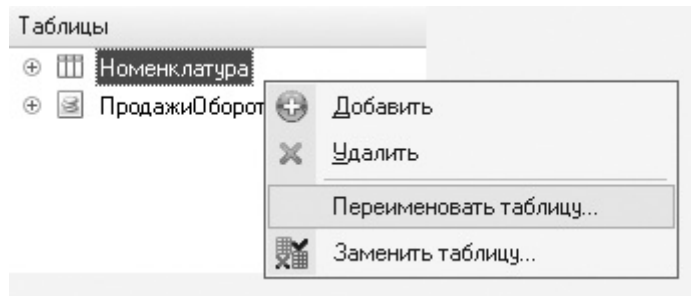 Таблицы
Номенклатура
ПродажиОборот
Добавить
Удалить
Переименовать таблицу...
Заменить таблицу...